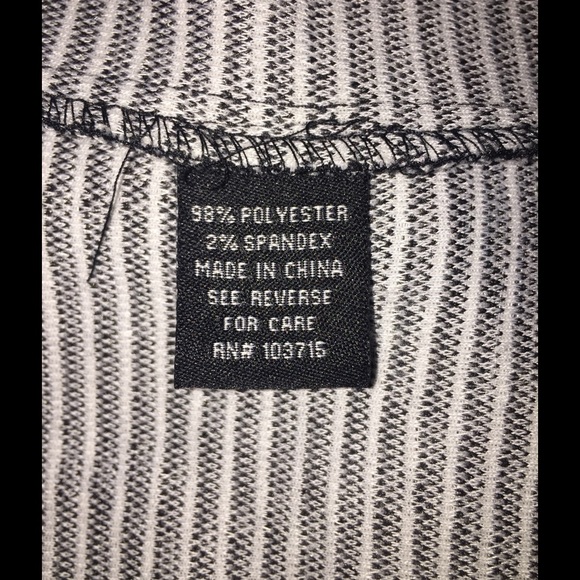 98% POLYESTER
2% SPANDEX
MADE IN CHINA
SEE REVERSE
FOR CARE
RN# 103715